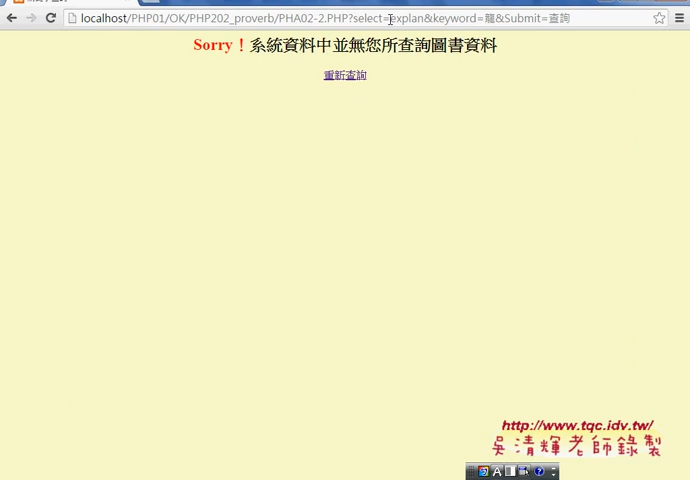 localhost/PHP01/OK/PHP202_proverb/PHA02-2.PHP?select=explan&keyword=龍&Submit=查詢
Sorry！系統資料中並無您所查詢圖書資料
重新查詢
http://www.tqc.idv.tw/
吳清輝老師錄製